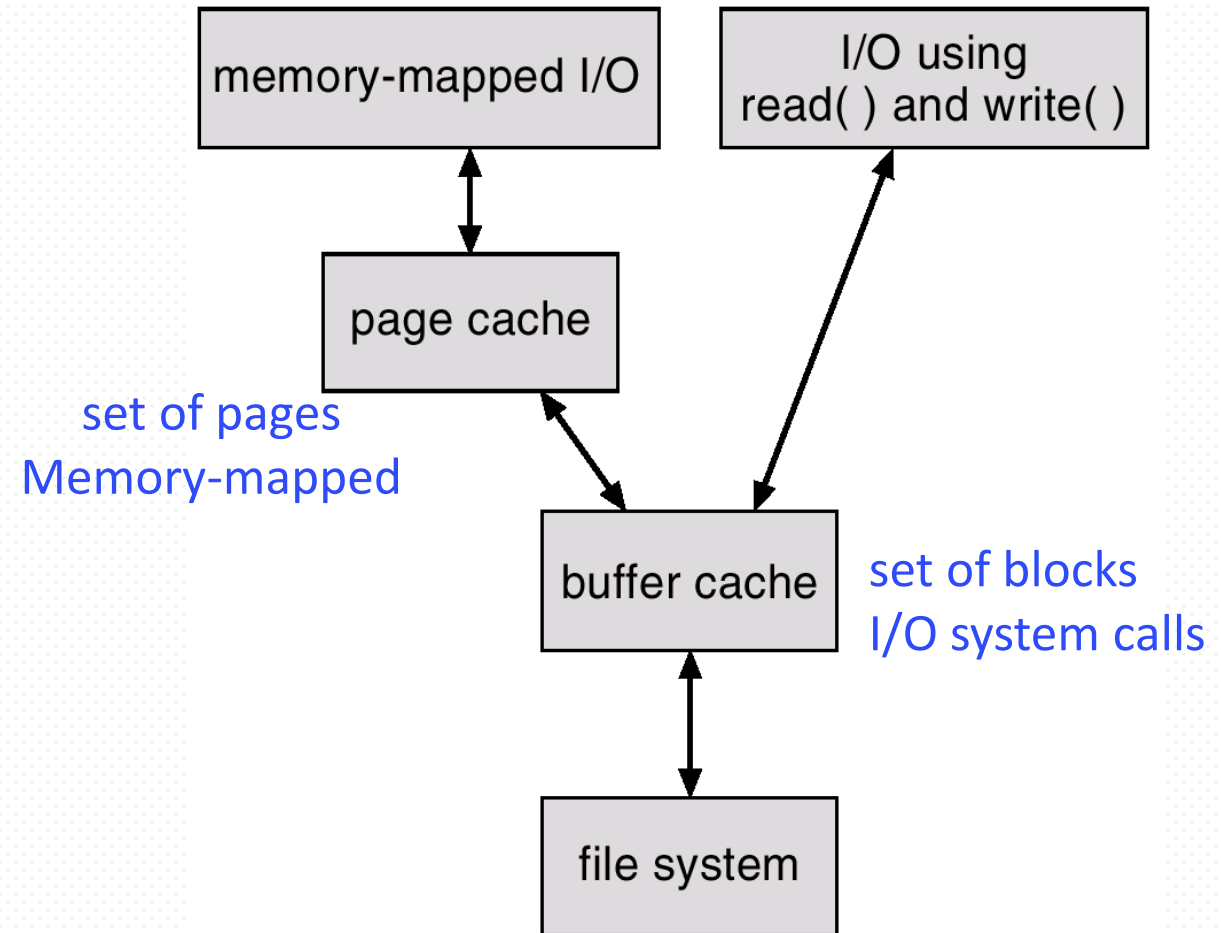 memory-mapped I/O
I/O using
read( ) and write( )
page cache
set of pages
Memory-mapped
buffer cache
set of blocks
I/O system calls
file system